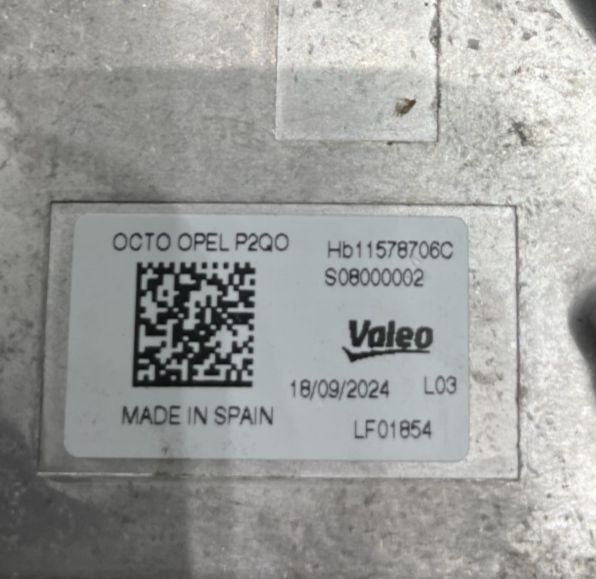 OCTO OPEL P2QO
Hb11578706C
S08000002
Valeo
18/09/2024 L03
MADE IN SPAIN
LF01854